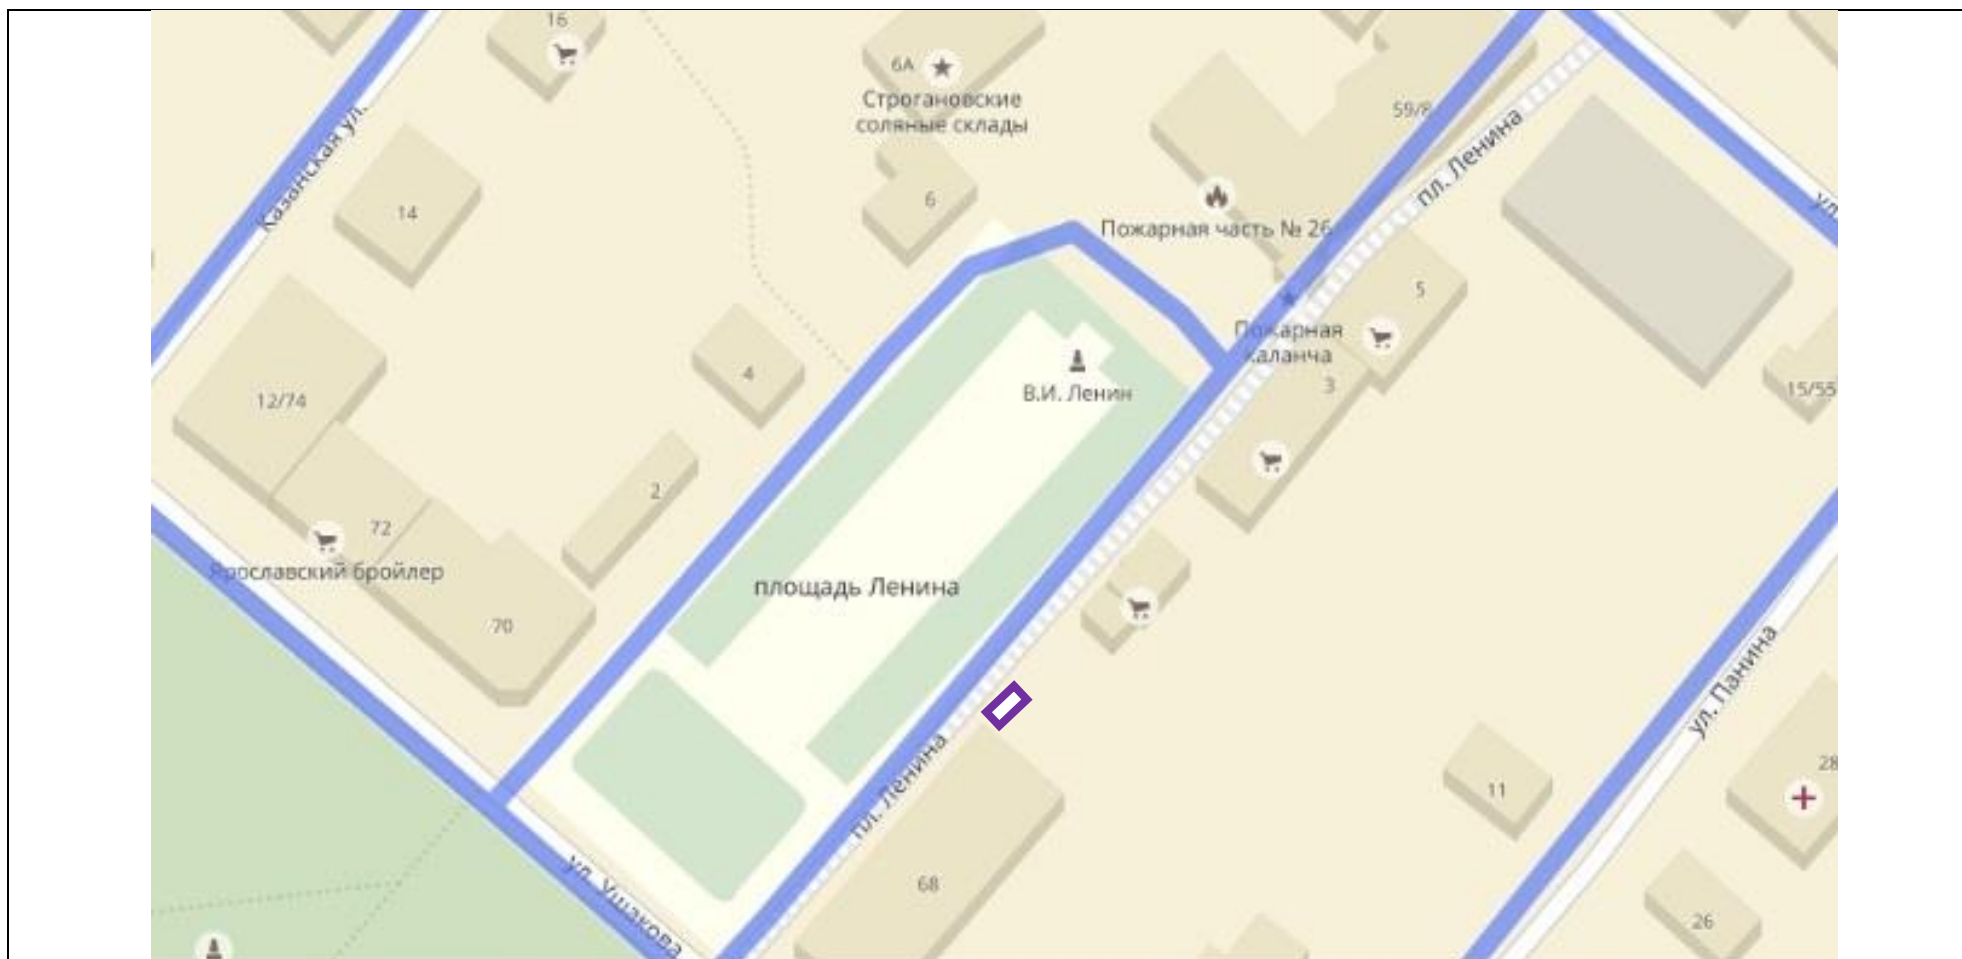 16
6А
Строгановские
соляные склады
59/8
пл. Ленина
Казанская ул.
14
6
Пожарная часть № 26
ул.
5
Пожарная
каланча
3
В.И. Ленин
4
15/55
12/74
2
72
Ярославский бройлер
площадь Ленина
70
ул. Панина
пл. Ленина
28
11
68
ул. Ушакова
26